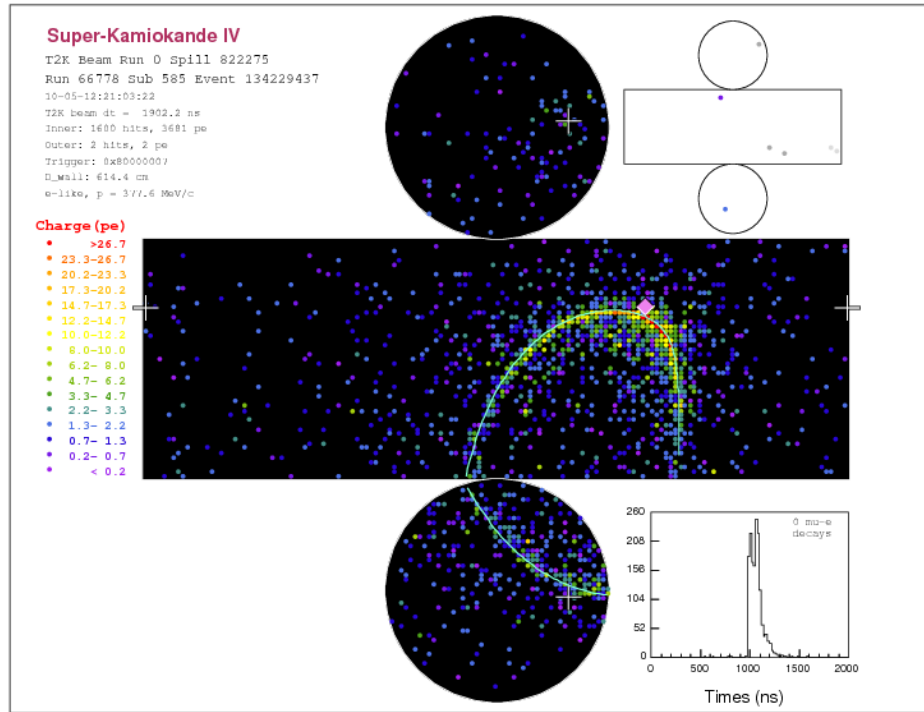 Super-Kamiokande IV
T2K Beam Run 0 Spill 822275
Run 66778 Sub 585 Event 134229437
10-05-12:21:03:22
T2K beam dt = 1902.2 ns
Inner: 1600 hits, 3681 pe
Outer: 2 hits, 2 pe
Trigger: 0x80000007
D_wall: 614.4 cm
e-like, p = 377.6 MeV/c
Charge(pe)
>26.7
23.3-26.7
20.2-23.3
17.3-20.2
14.7-17.3
12.2-14.7
10.0-12.2
8.0-10.0
6.2- 8.0
4.7- 6.2
3.3- 4.7
2.2- 3.3
1.3- 2.2
0.7- 1.3
0.2- 0.7
< 0.2
0 mu-e
decays
260
208
156
104
52
0
0 500 1000 1500 2000
Times (ns)